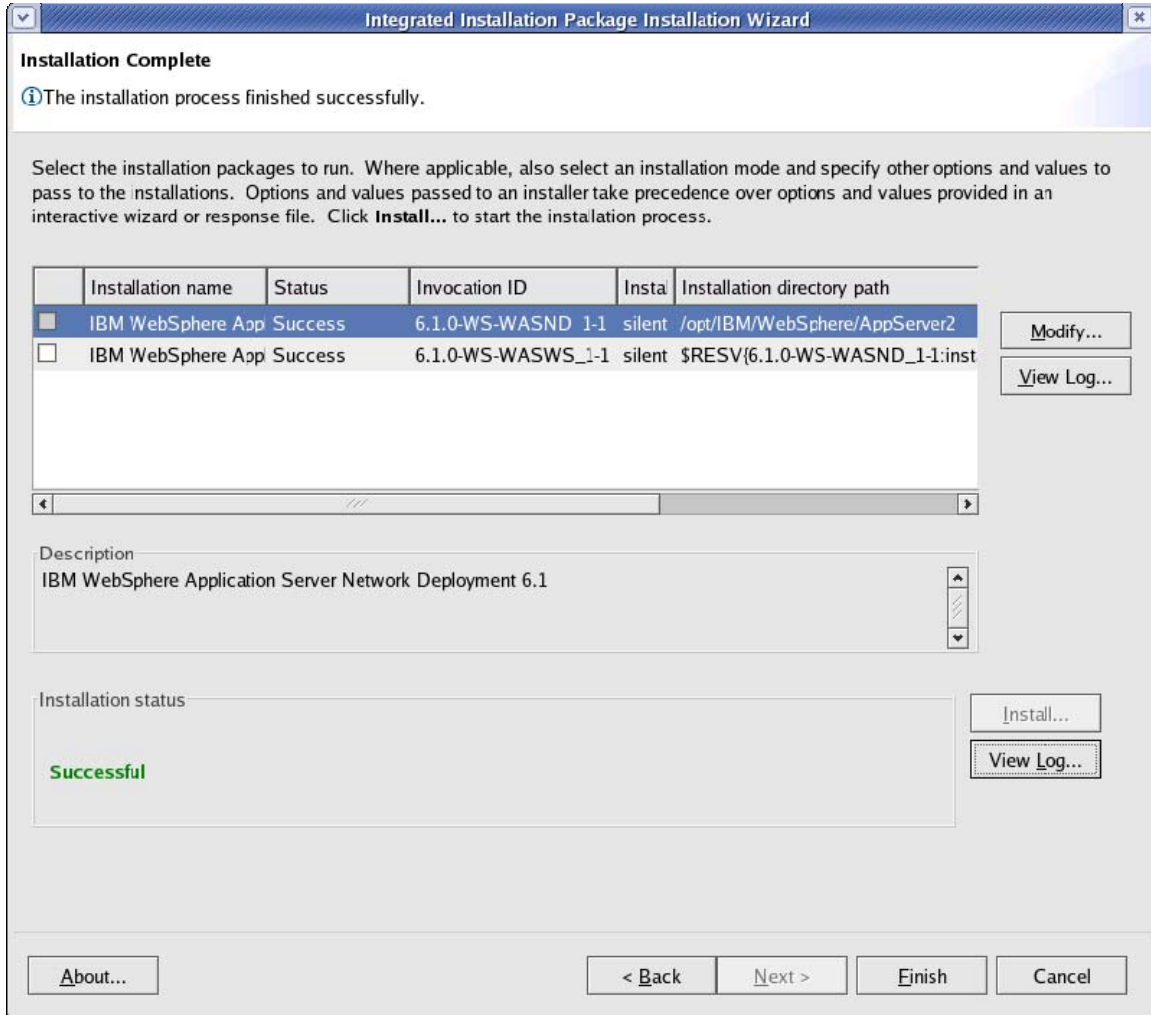 Integrated Installation Package Installation Wizard
Installation Complete
The installation process finished successfully.
Select the installation packages to run. Where applicable, also select an installation mode and specify other options and values to
pass to the installations. Options and values passed to an installer take precedence over options and values provided in an
interactive wizard or response file. Click Install... to start the installation process.
Installation name Status Invocation ID Instal Installation directory path
IBM WebSphere Appl Success 6.1.0-WS-WASND_1-1 silent /opt/IBM/WebSphere/AppServer2
IBM WebSphere Appl Success 6.1.0-WS-WASWS_1-1 silent $RESV{6.1.0-WS-WASND_1-1:inst
Modify...
View Log...
Description
IBM WebSphere Application Server Network Deployment 6.1
Installation status
Successful
Install...
View Log...
About...
< Back
Next >
Finish
Cancel